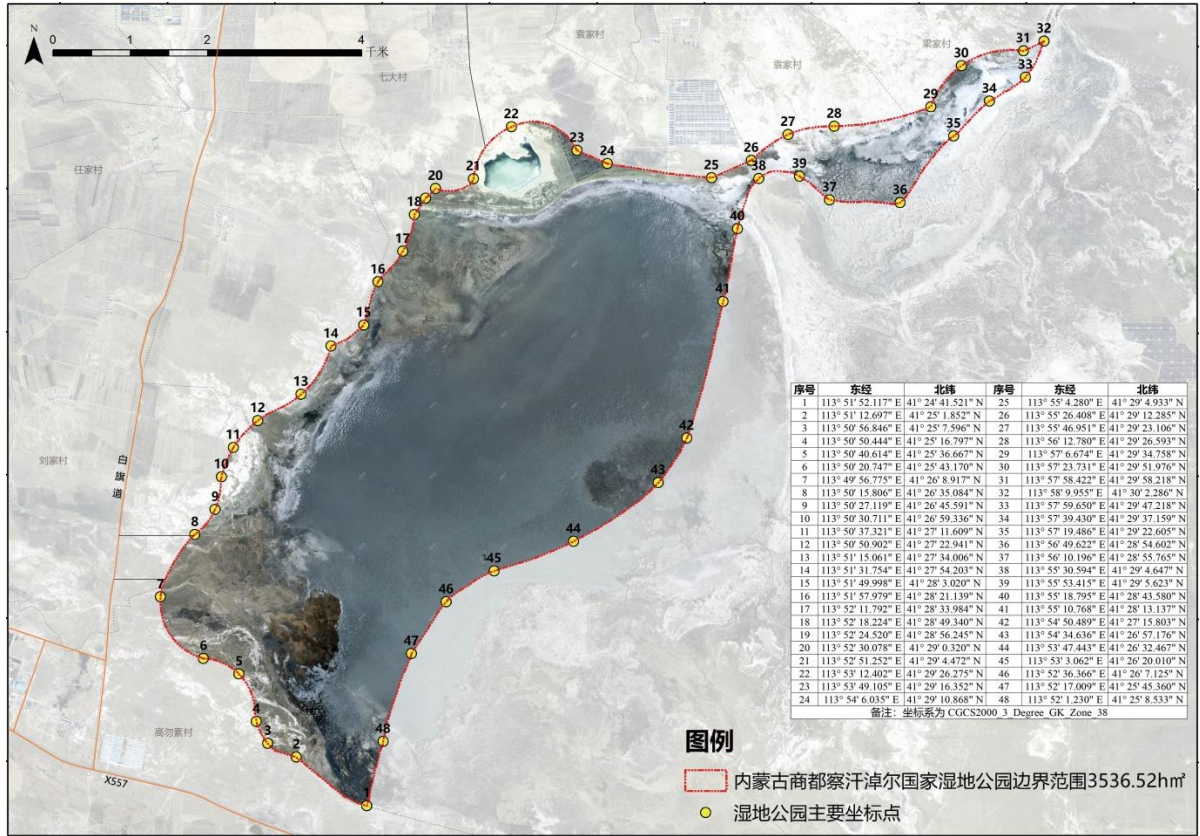 N
0 2 4
千米
七大村
袁家村
袁家村
梁家村
任家村
刘家村
白旗道
高勿素村
X557
1
2
3
4
5
6
7
8
9
10
11
12
13
14
15
16
17
18
20
21
22
23
24
25
26
27
28
29
30
31
32
33
34
35
36
37
38
39
40
41
42
43
44
45
46
47
48
序号 东经 北纬 序号 东经 北纬
1 113° 51' 52.117" E 41° 24' 41.521" N 25 113° 55' 4.280" E 41° 29' 4.933" N
2 113° 51' 12.697" E 41° 25' 1.852" N 26 113° 55' 26.408" E 41° 29' 12.285" N
3 113° 50' 56.846" E 41° 25' 7.596" N 27 113° 55' 46.951" E 41° 29' 23.106" N
4 113° 50' 50.444" E 41° 25' 16.797" N 28 113° 56' 12.780" E 41° 29' 26.593" N
5 113° 50' 40.614" E 41° 25' 36.667" N 29 113° 57' 6.674" E 41° 29' 34.758" N
6 113° 50' 20.747" E 41° 25' 43.170" N 30 113° 57' 23.731" E 41° 29' 51.976" N
7 113° 49' 56.775" E 41° 26' 8.917" N 31 113° 57' 58.422" E 41° 29' 58.218" N
8 113° 50' 15.806" E 41° 26' 35.084" N 32 113° 58' 9.955" E 41° 30' 2.286" N
9 113° 50' 27.119" E 41° 26' 45.591" N 33 113° 57' 59.650" E 41° 29' 47.218" N
10 113° 50' 30.711" E 41° 26' 59.336" N 34 113° 57' 39.430" E 41° 29' 37.159" N
11 113° 50' 37.321" E 41° 27' 11.609" N 35 113° 57' 19.486" E 41° 29' 22.605" N
12 113° 50' 50.902" E 41° 27' 22.941" N 36 113° 56' 49.622" E 41° 28' 54.602" N
13 113° 51' 15.061" E 41° 27' 34.006" N 37 113° 56' 10.196" E 41° 28' 55.765" N
14 113° 51' 31.754" E 41° 27' 54.203" N 38 113° 55' 30.594" E 41° 29' 4.647" N
15 113° 51' 49.998" E 41° 28' 3.020" N 39 113° 55' 53.415" E 41° 29' 5.623" N
16 113° 51' 57.979" E 41° 28' 21.139" N 40 113° 55' 18.795" E 41° 28' 43.580" N
17 113° 52' 11.792" E 41° 28' 33.984" N 41 113° 55' 10.768" E 41° 28' 13.137" N
18 113° 52' 18.224" E 41° 28' 49.340" N 42 113° 54' 50.489" E 41° 27' 15.803" N
19 113° 52' 24.520" E 41° 28' 56.245" N 43 113° 54' 34.636" E 41° 26' 57.176" N
20 113° 52' 30.078" E 41° 29' 0.320" N 44 113° 53' 47.443" E 41° 26' 32.467" N
21 113° 52' 51.252" E 41° 29' 4.472" N 45 113° 53' 3.062" E 41° 26' 20.010" N
22 113° 53' 12.402" E 41° 29' 26.275" N 46 113° 52' 36.366" E 41° 26' 7.125" N
23 113° 53' 49.105" E 41° 29' 16.352" N 47 113° 52' 17.009" E 41° 25' 45.360" N
24 113° 54' 6.035" E 41° 29' 10.868" N 48 113° 52' 1.230" E 41° 25' 8.533" N
备注：坐标系为 CGCS2000_3_Degree_GK_Zone_38
图例
内蒙古商都察汗淖尔国家湿地公园边界范围3536.52h㎡
湿地公园主要坐标点